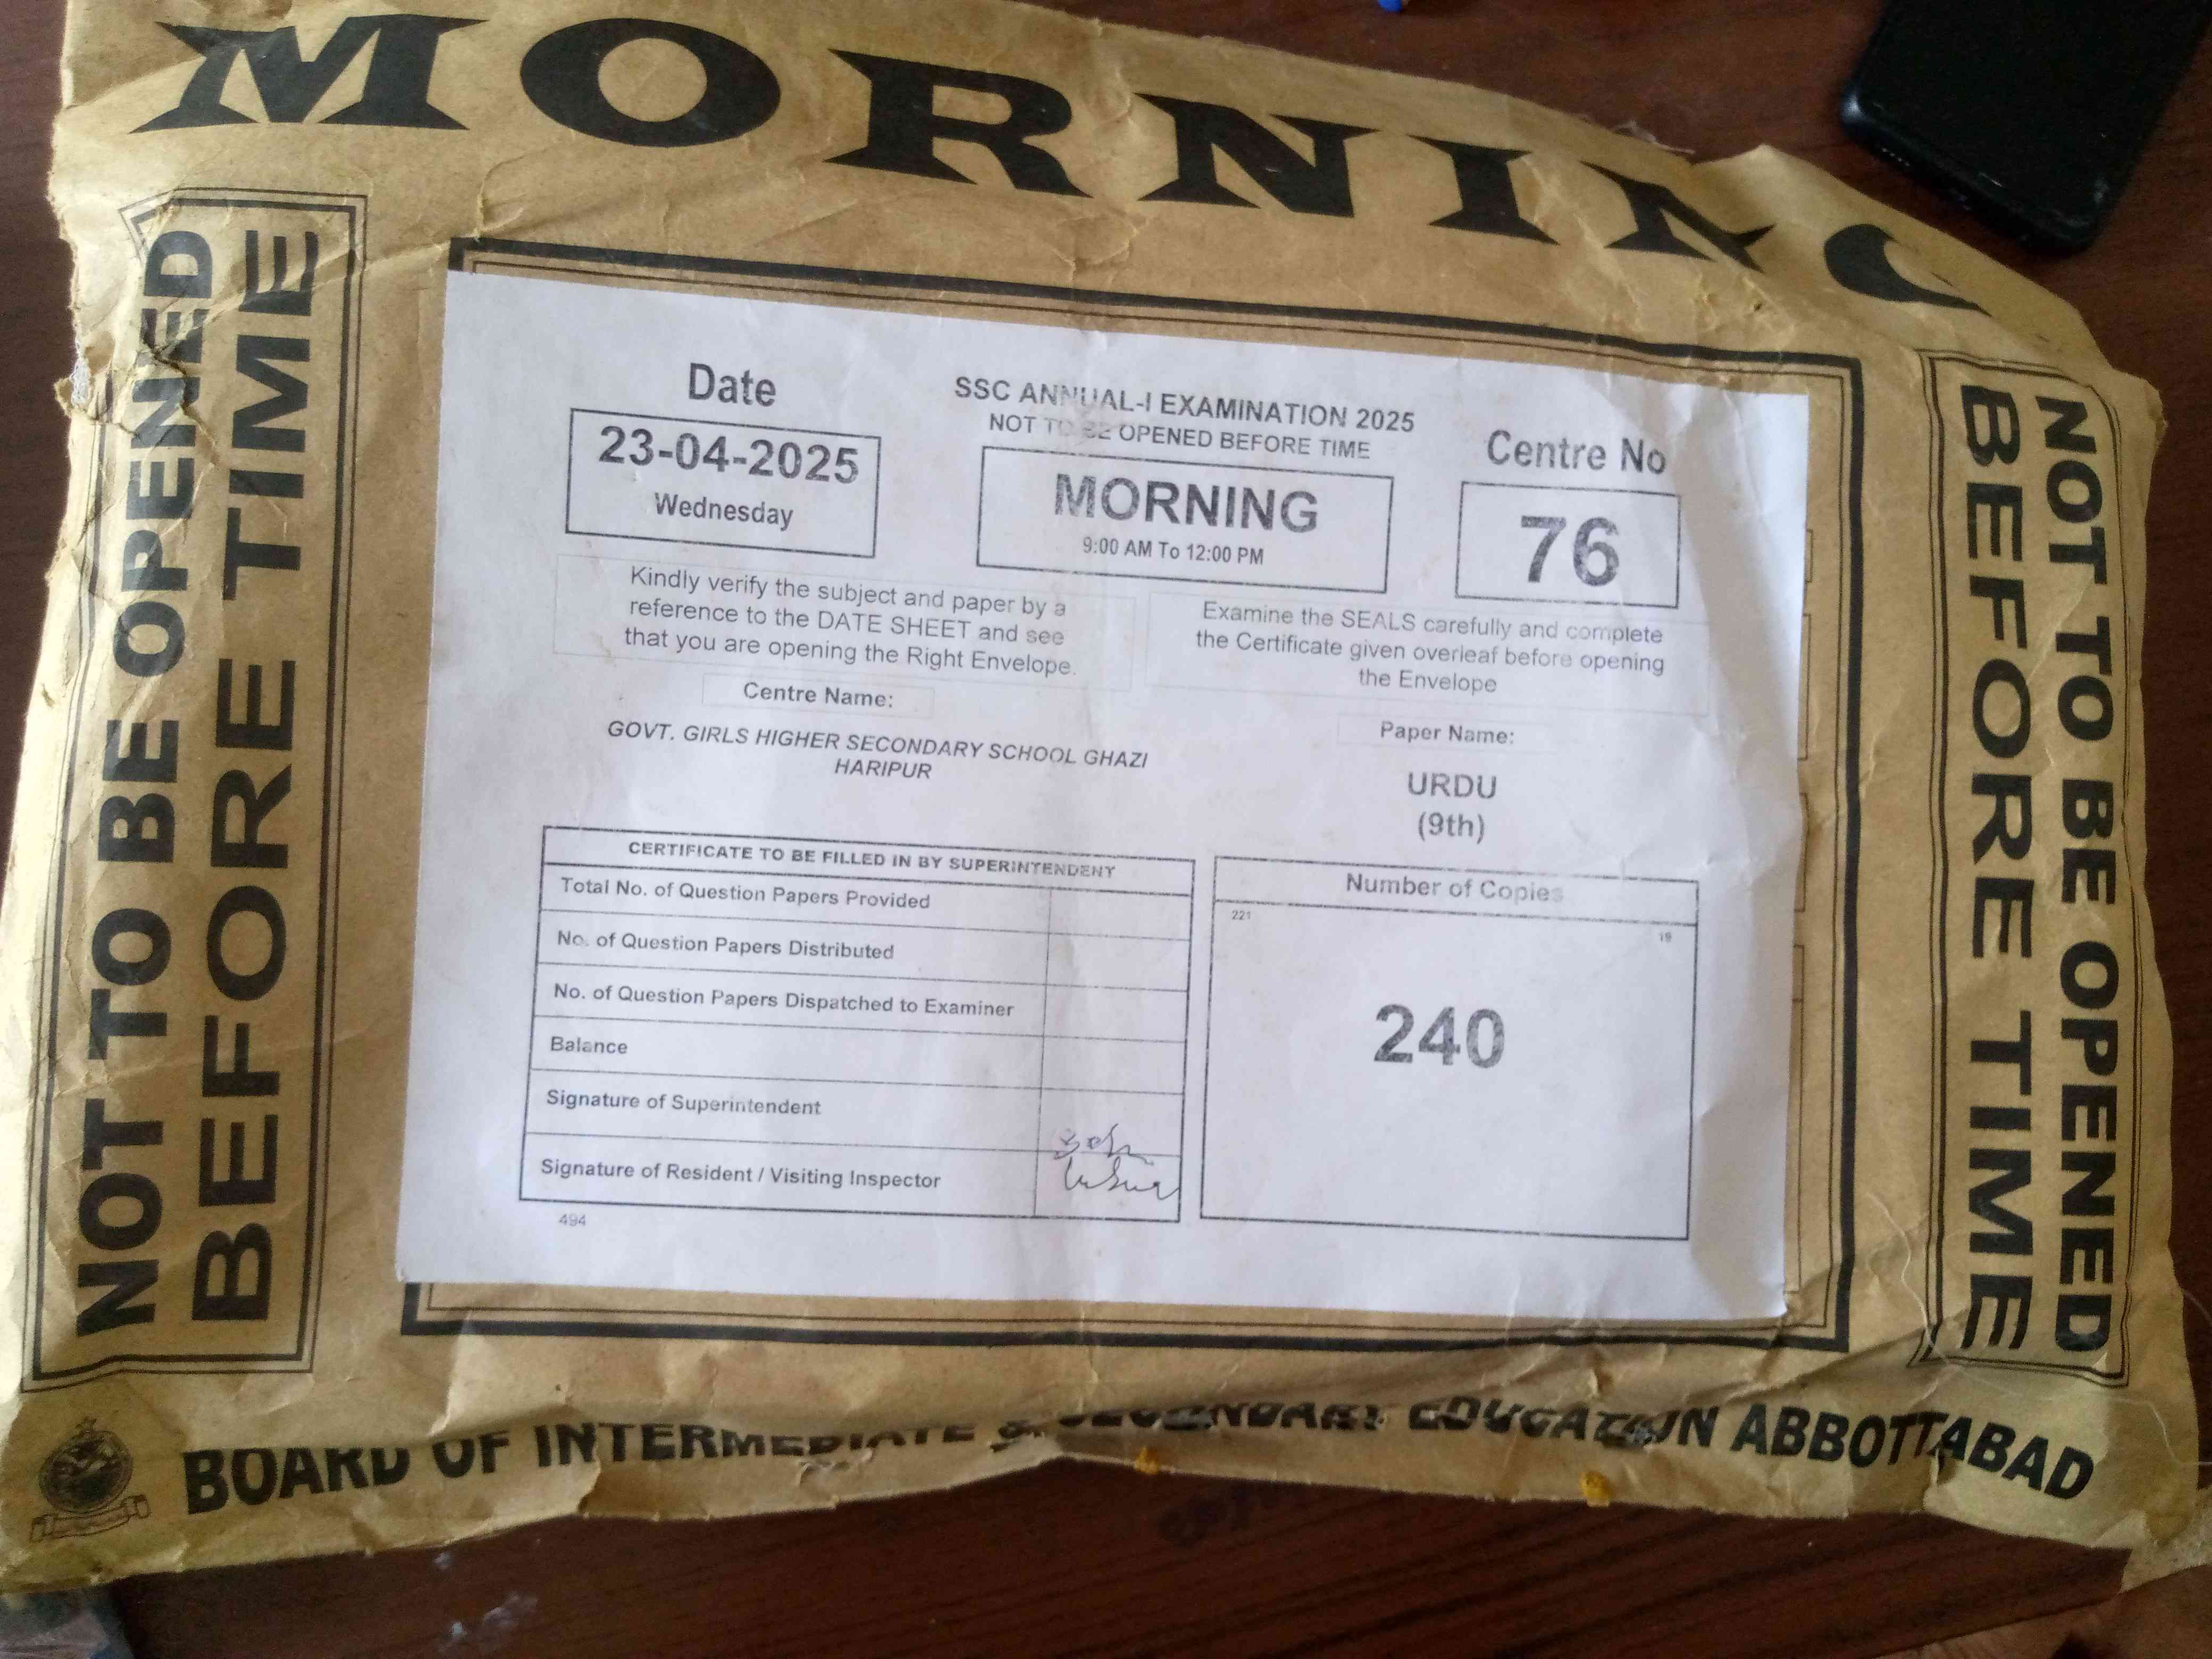 MORNING
NOT TO BE OPENED
BEFORE TIME
Date
23-04-2025
Wednesday
SSC ANNUAL-I EXAMINATION 2025
NOT TO BE OPENED BEFORE TIME
MORNING
9:00 AM To 12:00 PM
Centre No
76
Kindly verify the subject and paper by a
reference to the DATE SHEET and see
that you are opening the Right Envelope.
Examine the SEALS carefully and complete
the Certificate given overleaf before opening
the Envelope
Centre Name:
GOVT. GIRLS HIGHER SECONDARY SCHOOL GHAZI
HARIPUR
Paper Name:
URDU
(9th)
CERTIFICATE TO BE FILLED IN BY SUPERINTENDENT
Total No. of Question Papers Provided
No. of Question Papers Distributed
No. of Question Papers Dispatched to Examiner
Balance
Signature of Superintendent
Signature of Resident / Visiting Inspector
494
Number of Copies
221
19
240
NOT TO BE OPENED
BEFORE TIME
BOARD OF INTERMEDIATE & SECONDARY EDUCATION ABBOTTABAD